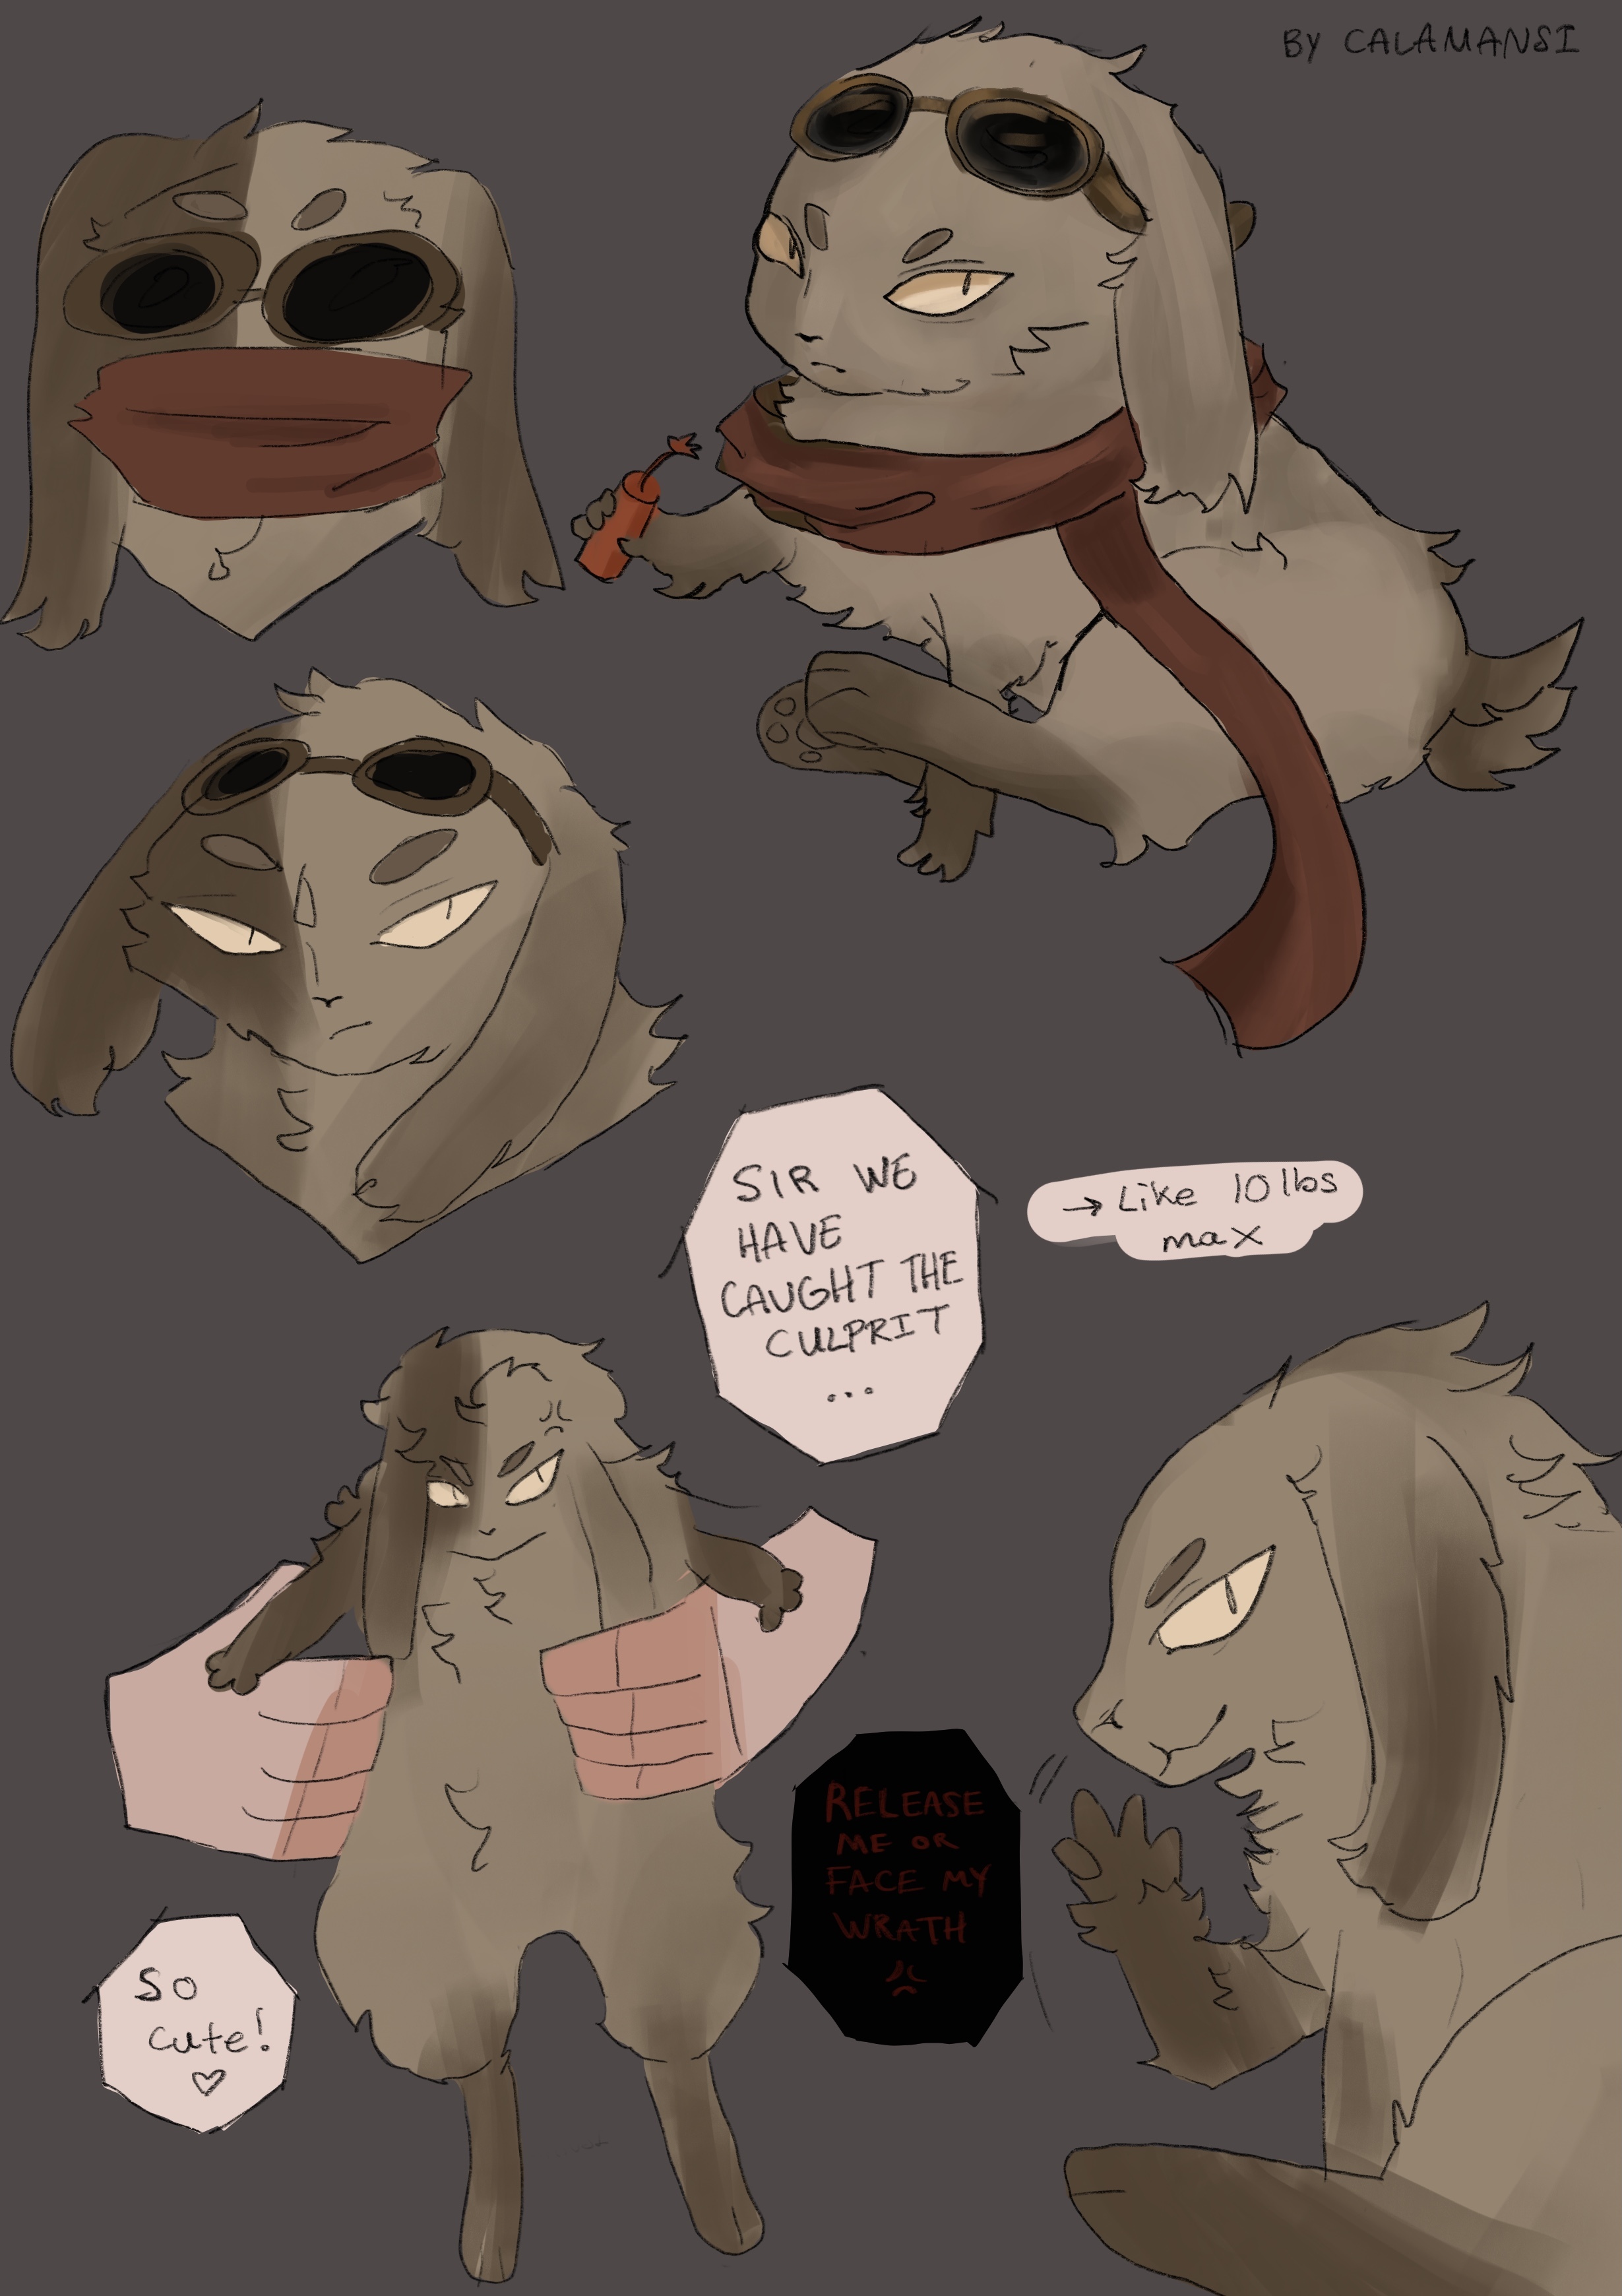 BY CALAMANSI
SIR WE
HAVE
CAUGHT THE
CULPRIT
...
→ Like 10 lbs
max
RELEASE
ME OR
FACE MY
WRATH
So
cute!
♡